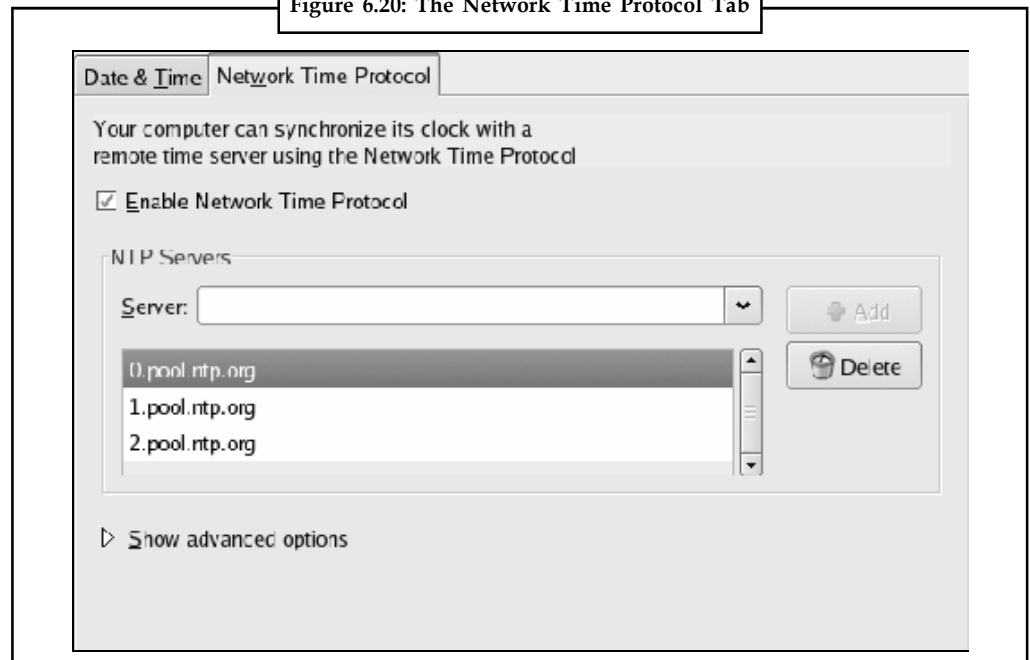 Figure 6.20: The Network Time Protocol Tab
Date & Time
Network Time Protocol
Your computer can synchronize its clock with a
remote time server using the Network Time Protocol
Enable Network Time Protocol
NTP Servers
Server:
Add
0.pool.ntp.org
Delete
1.pool.ntp.org
2.pool.ntp.org
Show advanced options